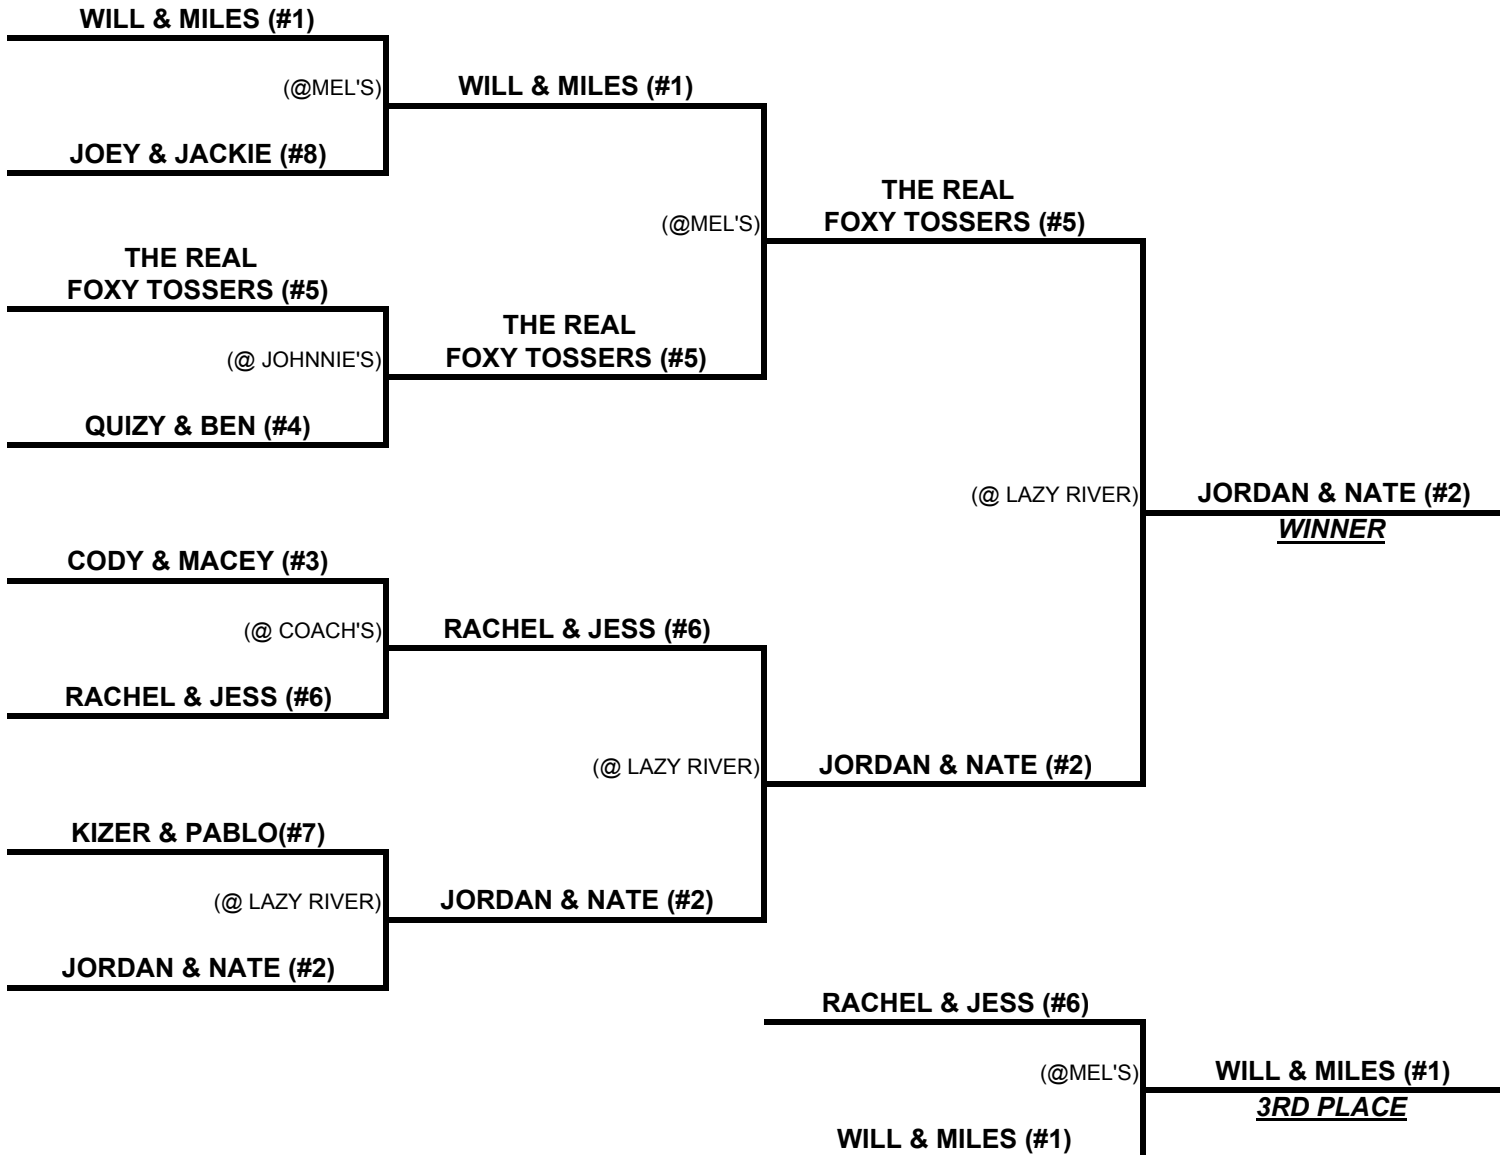 WILL & MILES (#1)
(@MEL'S)
WILL & MILES (#1)
JOEY & JACKIE (#8)
THE REAL
FOXY TOSSERS (#5)
(@MEL'S)
THE REAL
FOXY TOSSERS (#5)
THE REAL
FOXY TOSSERS (#5)
(@ JOHNNIE'S)
QUIZY & BEN (#4)
(@ LAZY RIVER)
JORDAN & NATE (#2)
WINNER
CODY & MACEY (#3)
(@ COACH'S)
RACHEL & JESS (#6)
RACHEL & JESS (#6)
(@ LAZY RIVER)
JORDAN & NATE (#2)
KIZER & PABLO(#7)
(@ LAZY RIVER)
JORDAN & NATE (#2)
JORDAN & NATE (#2)
RACHEL & JESS (#6)
(@MEL'S)
WILL & MILES (#1)
3RD PLACE
WILL & MILES (#1)